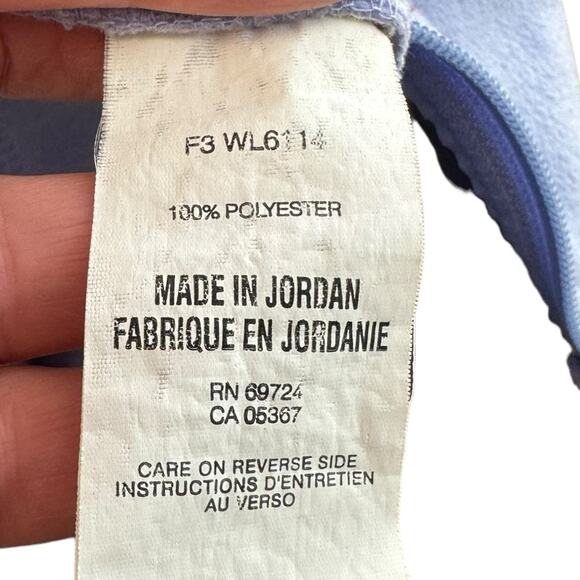 F3 WL6114
100% POLYESTER
MADE IN JORDAN
FABRIQUE EN JORDANIE
RN 69724
CA 05367
CARE ON REVERSE SIDE
INSTRUCTIONS D'ENTRETIEN
AU VERSO